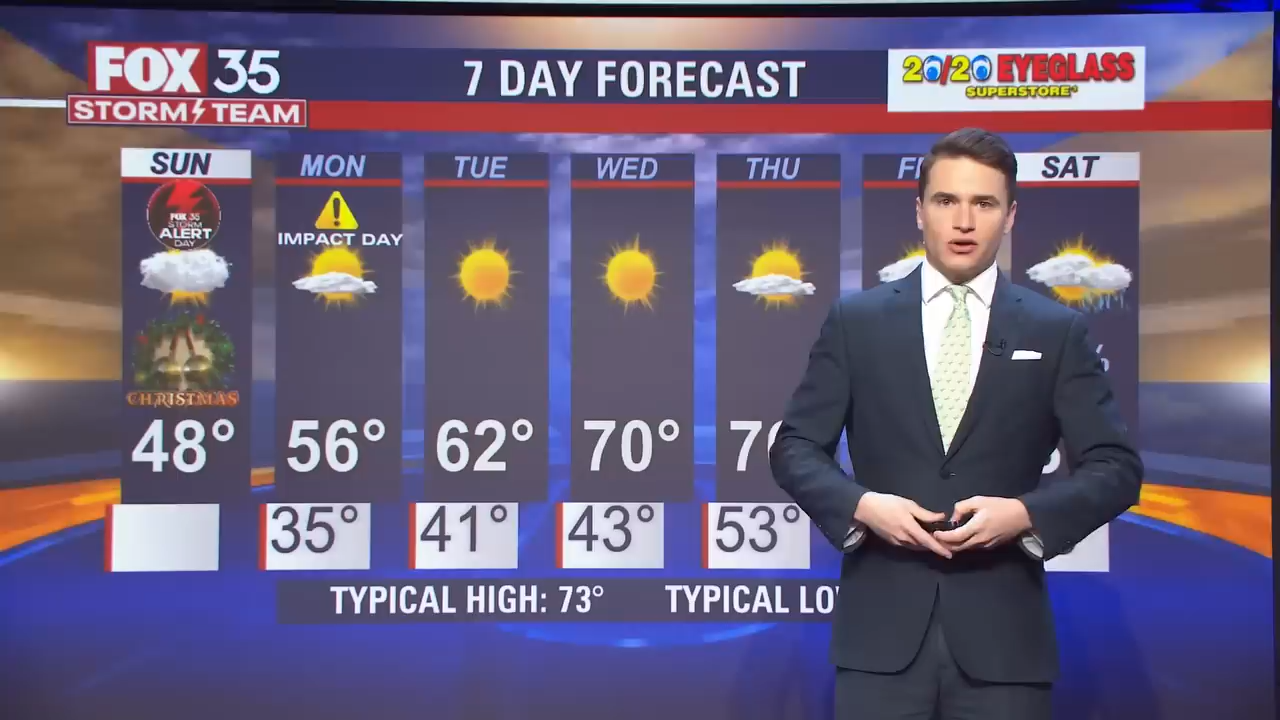 FOX 35
STORM TEAM
7 DAY FORECAST
20/20 EYEGLASS
SUPERSTORE
SUN
MON
TUE
WED
THU
SAT
FOX 35
STORM
ALERT
DAY
IMPACT DAY
CHRISTMAS
48°
56°
62°
70°
35°
41°
43°
53°
TYPICAL HIGH: 73°
TYPICAL